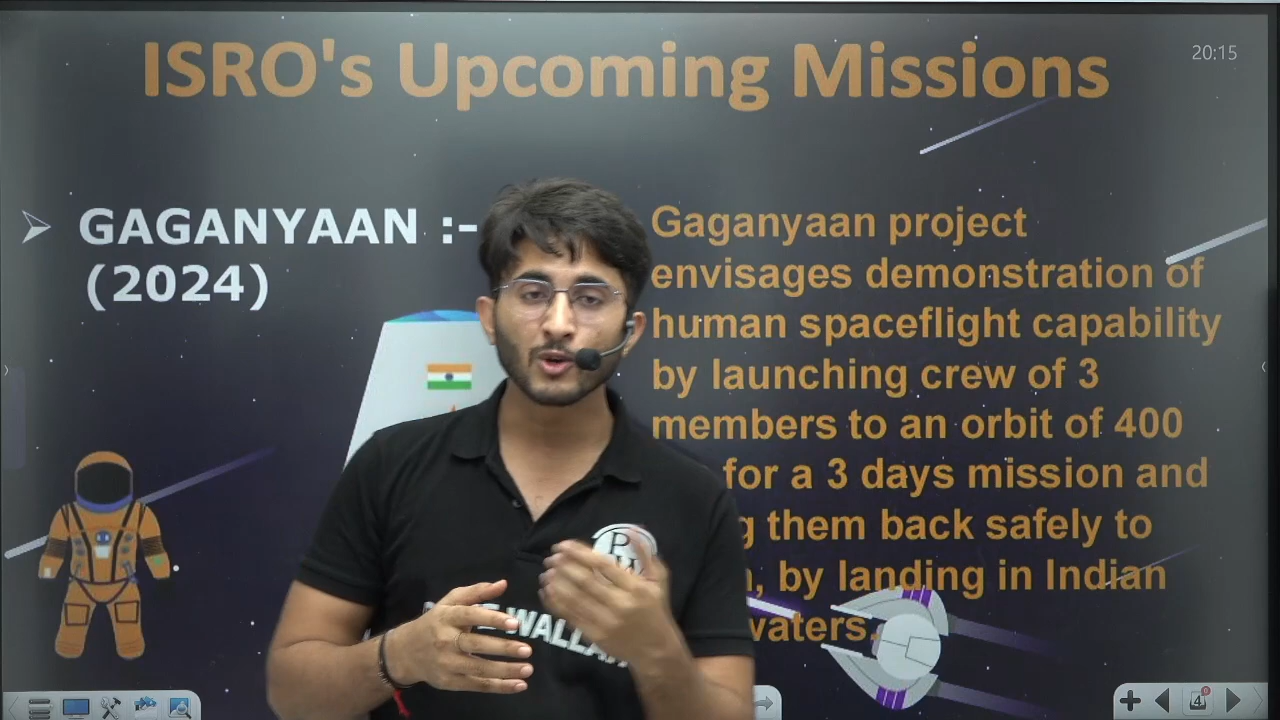 ISRO's Upcoming Missions
20:15
GAGANYAAN :-
(2024)
Gaganyaan project
envisages demonstration of
human spaceflight capability
by launching crew of 3
members to an orbit of 400
for a 3 days mission and
them back safely to
by landing in Indian
waters.
P
W
WALLAH
4